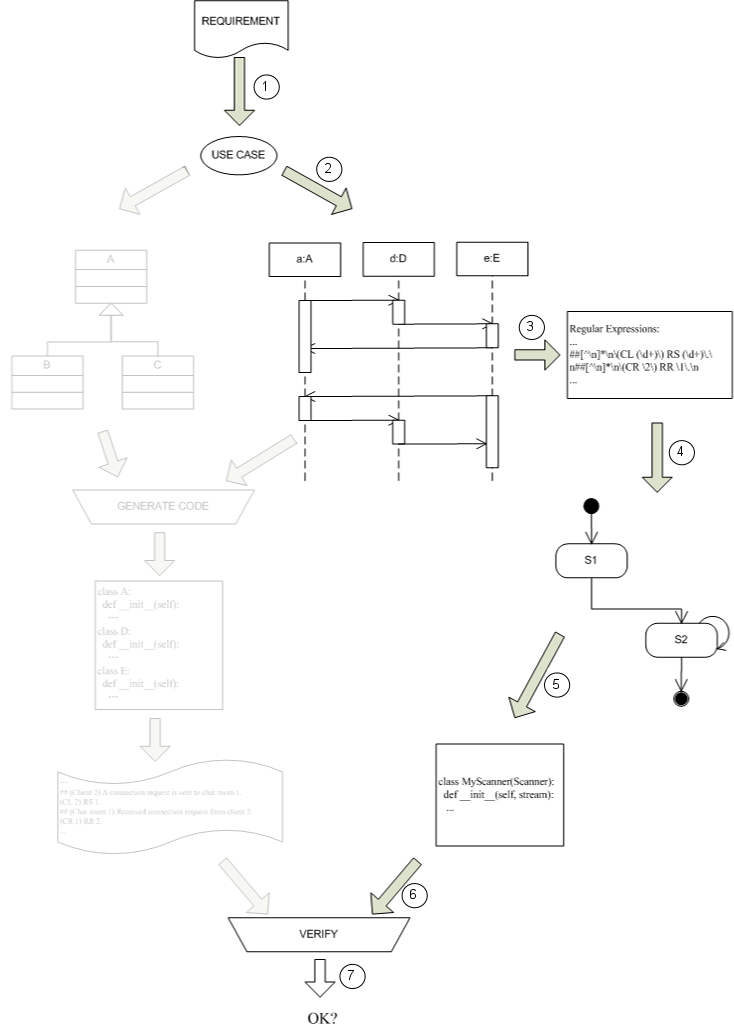 REQUIREMENT
1
USE CASE
2
A
a:A
d:D
e:E
B
C
3
Regular Expressions:
...
##[^\n]*\n\(CL (\d+)\) RS (\d+)\.\
n##[^\n]*\n\(CR \2\) RR \1\.\n
...
4
GENERATE CODE
S1
S2
class A:
def __init__(self):
...
class D:
def __init__(self):
...
class E:
def __init__(self):
...
5
...
## (Client 2) A connection request is sent to chat room 1.
(CL 2) RS 1.
## (Chat room 1) Received connection request from client 2.
(CR 1) RR 2.
...
class MyScanner(Scanner):
def __init__(self, stream):
...
6
VERIFY
7
OK?